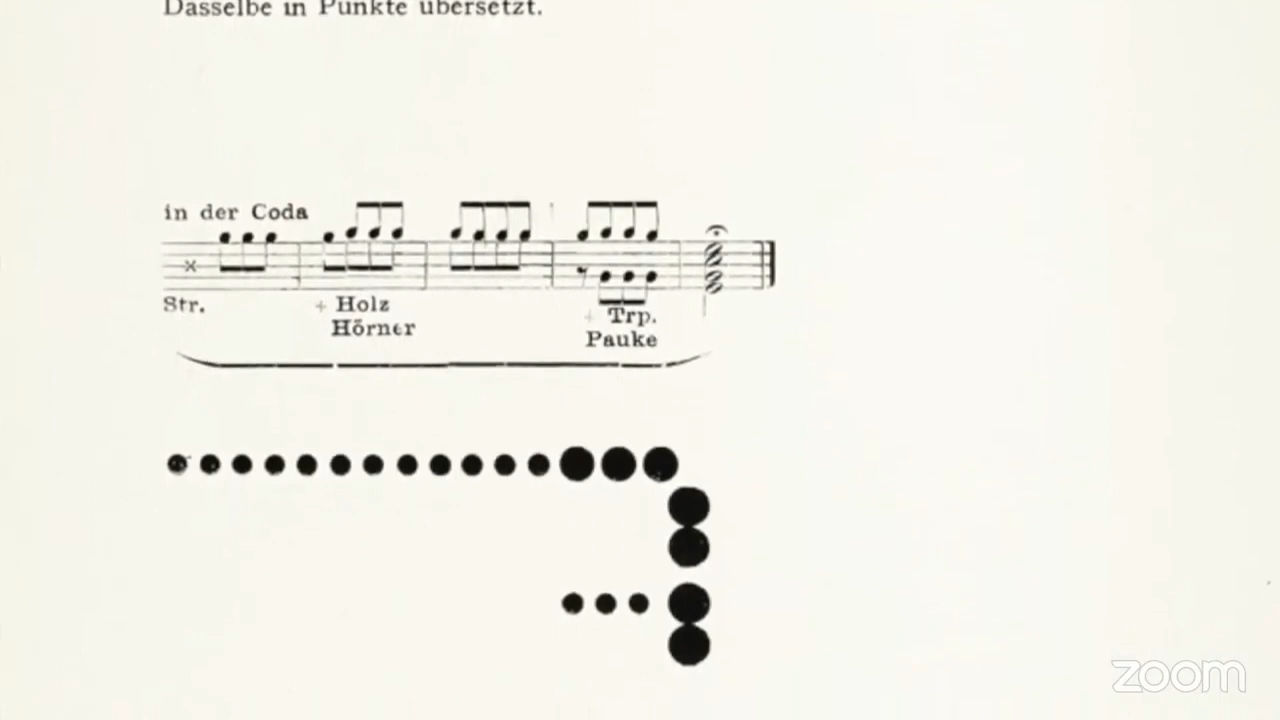 Dasselbe in Punkte übersetzt.
in der Coda
Str.
+ Holz
Hörner
+ Trp.
Pauke
zoom